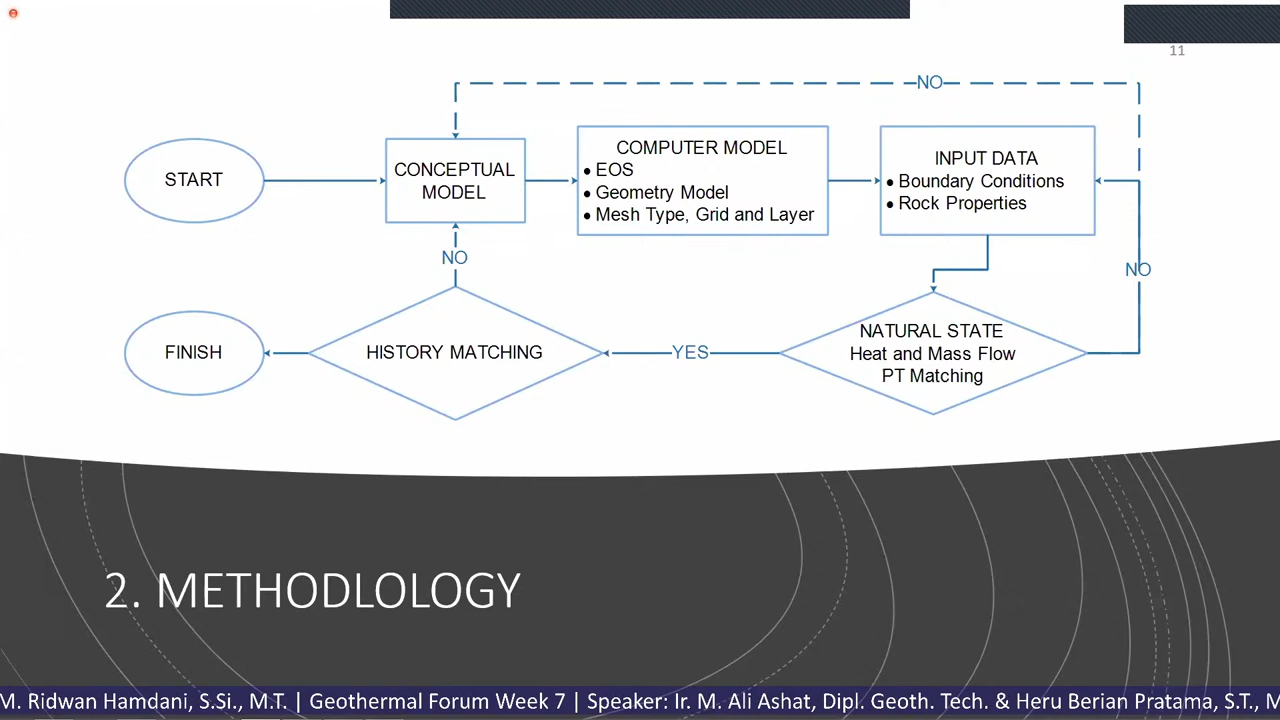 11
NO
START
CONCEPTUAL
MODEL
COMPUTER MODEL
• EOS
• Geometry Model
• Mesh Type, Grid and Layer
INPUT DATA
• Boundary Conditions
• Rock Properties
NO
NO
FINISH
HISTORY MATCHING
YES
NATURAL STATE
Heat and Mass Flow
PT Matching
2. METHODLOLOGY
M. Ridwan Hamdani, S.Si., M.T. | Geothermal Forum Week 7 | Speaker: Ir. M. Ali Ashat, Dipl. Geoth. Tech. & Heru Berian Pratama, S.T., M